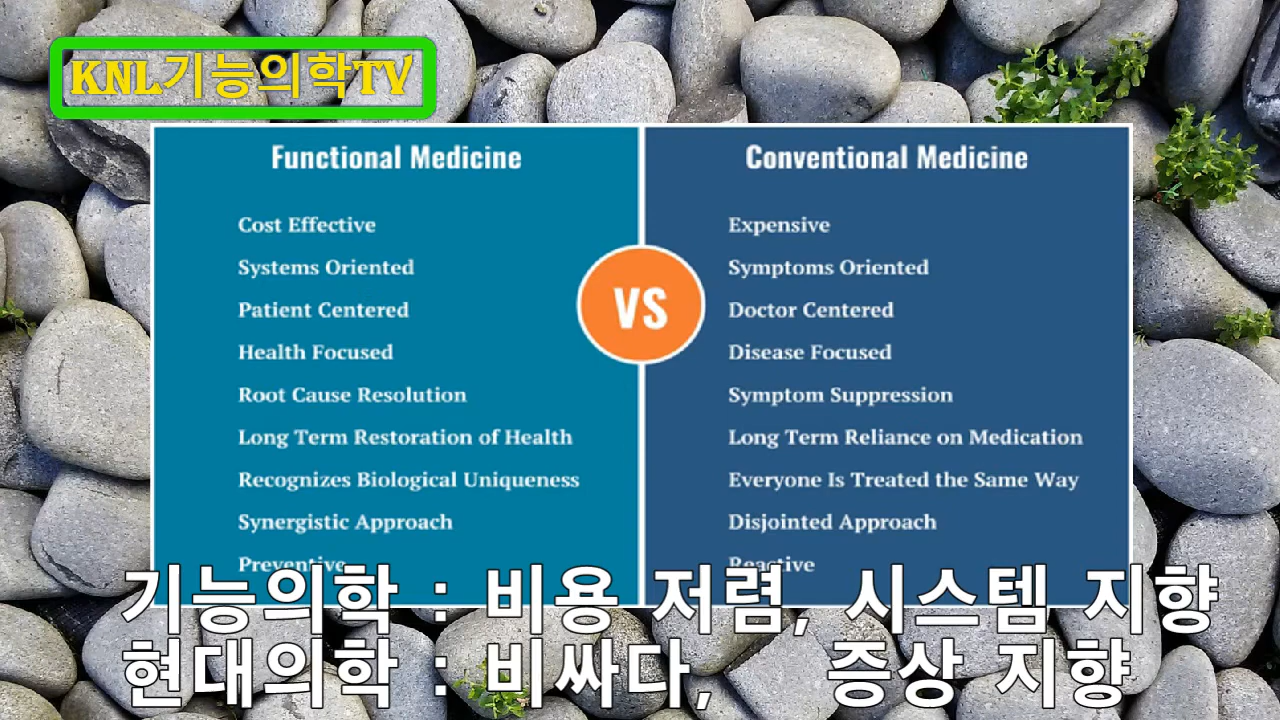 KNL기능의학TV
Functional Medicine
Cost Effective
Systems Oriented
Patient Centered
Health Focused
Root Cause Resolution
Long Term Restoration of Health
Recognizes Biological Uniqueness
Synergistic Approach
Preventive
VS
Conventional Medicine
Expensive
Symptoms Oriented
Doctor Centered
Disease Focused
Symptom Suppression
Long Term Reliance on Medication
Everyone Is Treated the Same Way
Disjointed Approach
Reactive
기능의학 : 비용 저렴, 시스템 지향
현대의학 : 비싸다, 증상 지향